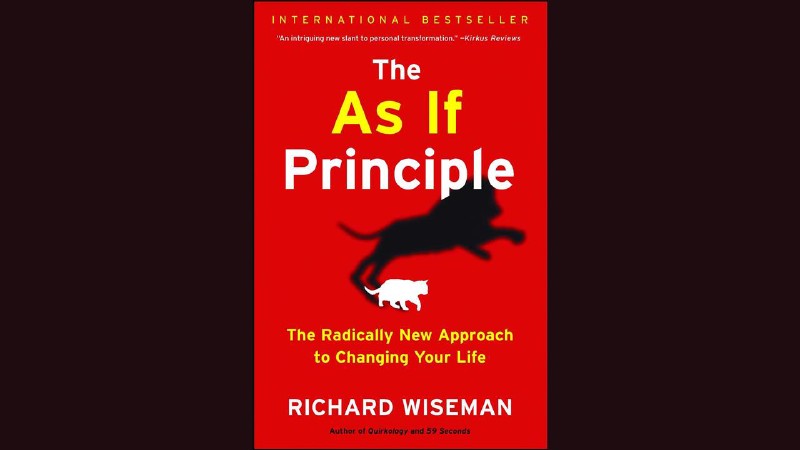 INTERNATIONAL BESTSELLER
"An intriguing new slant to personal transformation." —Kirkus Reviews
The
As If
Principle
The Radically New Approach
to Changing Your Life
RICHARD WISEMAN
Author of Quirkology and 59 Seconds